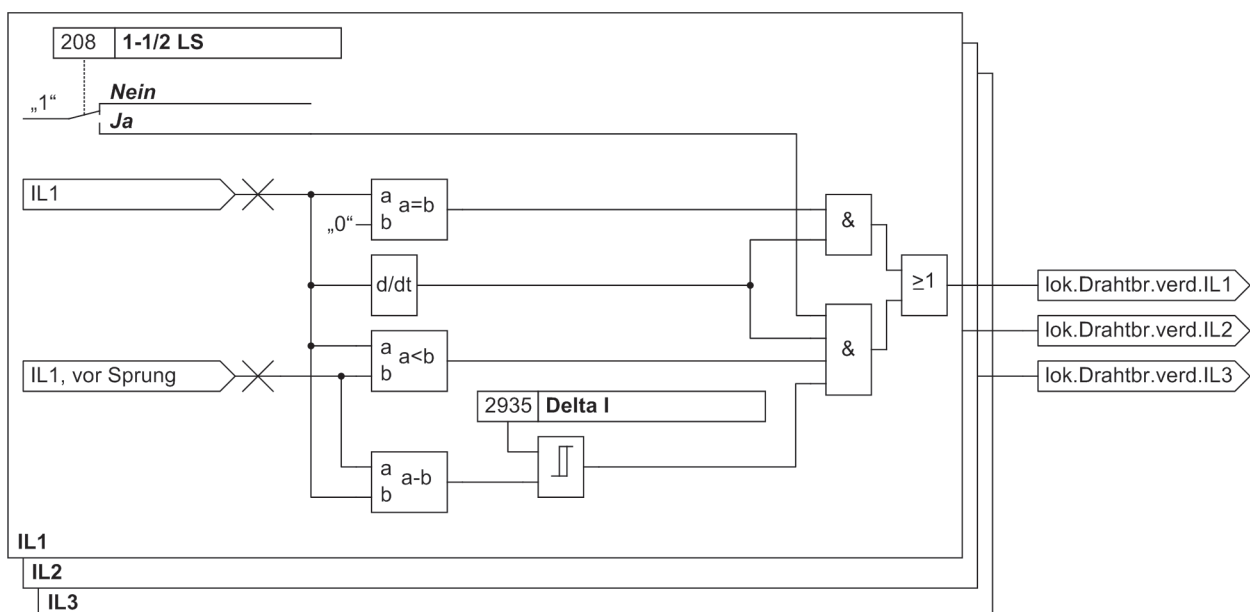 208 1-1/2 LS
Nein
„1“
Ja
IL1
a
a=b
b
„0“
&
d/dt
≥1
lok.Drahtbr.verd.IL1
a
a<b
b
&
lok.Drahtbr.verd.IL2
IL1, vor Sprung
lok.Drahtbr.verd.IL3
2935 Delta I
a
a-b
b
IL1
IL2
IL3